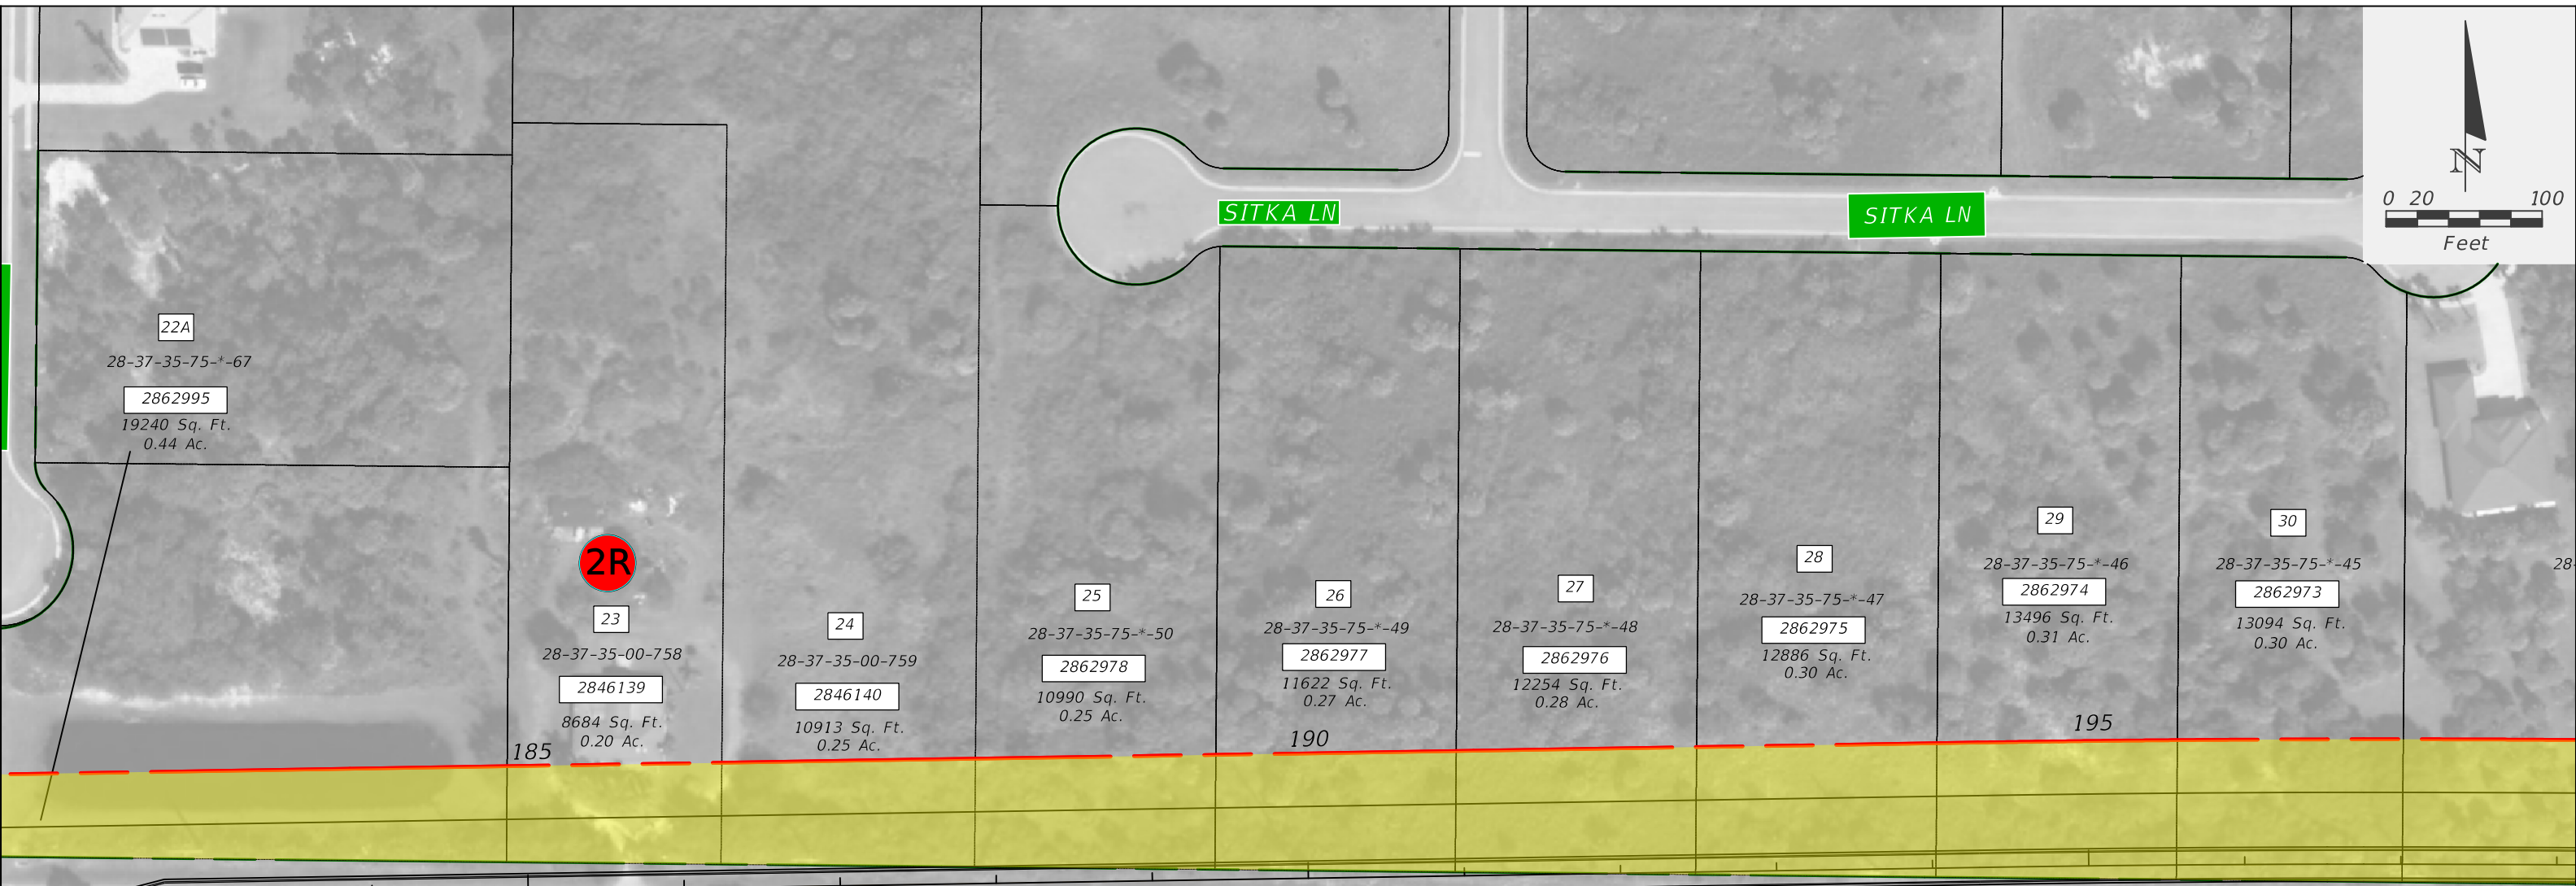 N
0 20 100
Feet
SITKA LN
SITKA LN
22A
28-37-35-75-*-67
2862995
19240 Sq. Ft.
0.44 Ac.
2R
23
28-37-35-00-758
2846139
8684 Sq. Ft.
0.20 Ac.
24
28-37-35-00-759
2846140
10913 Sq. Ft.
0.25 Ac.
25
28-37-35-75-*-50
2862978
10990 Sq. Ft.
0.25 Ac.
26
28-37-35-75-*-49
2862977
11622 Sq. Ft.
0.27 Ac.
27
28-37-35-75-*-48
2862976
12254 Sq. Ft.
0.28 Ac.
28
28-37-35-75-*-47
2862975
12886 Sq. Ft.
0.30 Ac.
29
28-37-35-75-*-46
2862974
13496 Sq. Ft.
0.31 Ac.
30
28-37-35-75-*-45
2862973
13094 Sq. Ft.
0.30 Ac.
28-
185
190
195